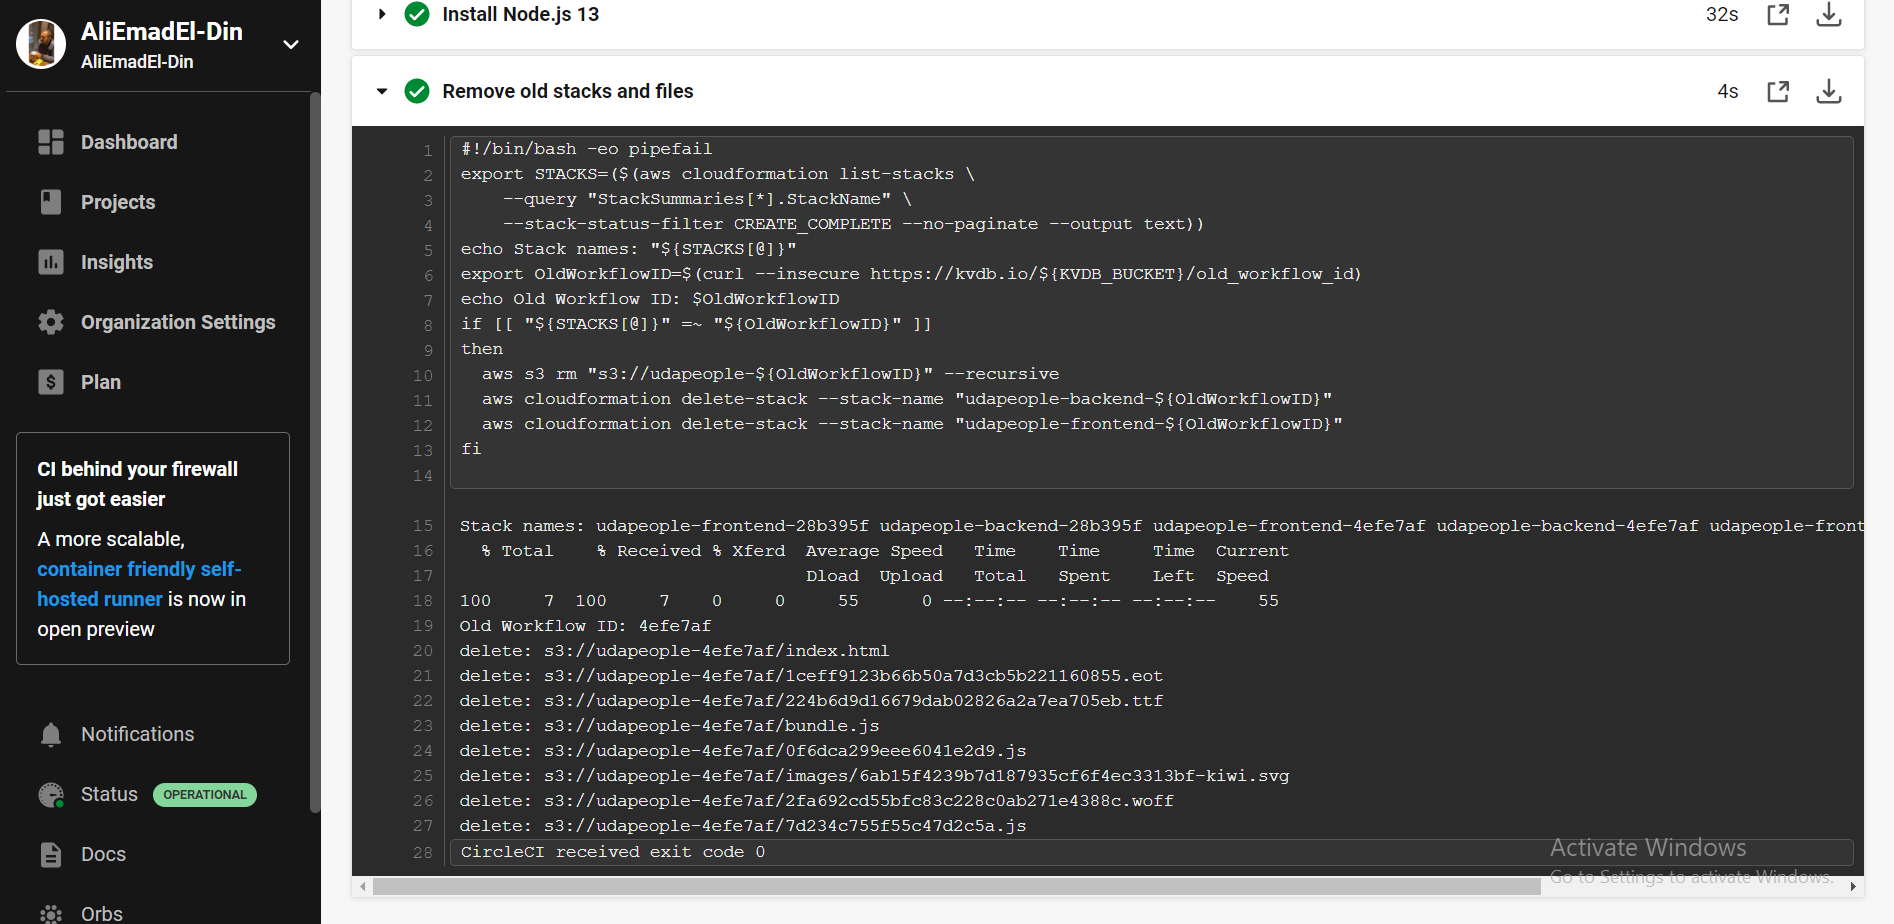 AliEmadEl-Din
AliEmadEl-Din
Dashboard
Projects
Insights
Organization Settings
Plan
CI behind your firewall
just got easier
A more scalable,
container friendly self-
hosted runner is now in
open preview
Notifications
Status OPERATIONAL
Docs
Orbs
Install Node.js 13 32s
Remove old stacks and files 4s
1 #!/bin/bash -eo pipefail
2 export STACKS=($(aws cloudformation list-stacks \
3 --query "StackSummaries[*].StackName" \
4 --stack-status-filter CREATE_COMPLETE --no-paginate --output text))
5 echo Stack names: "${STACKS[@]}"
6 export OldWorkflowID=$(curl --insecure https://kvdb.io/${KVDB_BUCKET}/old_workflow_id)
7 echo Old Workflow ID: $OldWorkflowID
8 if [[ "${STACKS[@]}" =~ "${OldWorkflowID}" ]]
9 then
10 aws s3 rm "s3://udapeople-${OldWorkflowID}" --recursive
11 aws cloudformation delete-stack --stack-name "udapeople-backend-${OldWorkflowID}"
12 aws cloudformation delete-stack --stack-name "udapeople-frontend-${OldWorkflowID}"
13 fi
14
15 Stack names: udapeople-frontend-28b395f udapeople-backend-28b395f udapeople-frontend-4efe7af udapeople-backend-4efe7af udapeople-front
16 % Total % Received % Xferd Average Speed Time Time Time Current
17 Dload Upload Total Spent Left Speed
18 100 7 100 7 0 0 55 0 --:--:-- --:--:-- --:--:-- 55
19 Old Workflow ID: 4efe7af
20 delete: s3://udapeople-4efe7af/index.html
21 delete: s3://udapeople-4efe7af/1ceff9123b66b50a7d3cb5b221160855.eot
22 delete: s3://udapeople-4efe7af/224b6d9d16679dab02826a2a7ea705eb.ttf
23 delete: s3://udapeople-4efe7af/bundle.js
24 delete: s3://udapeople-4efe7af/0f6dca299eee6041e2d9.js
25 delete: s3://udapeople-4efe7af/images/6ab15f4239b7d187935cf6f4ec3313bf-kiwi.svg
26 delete: s3://udapeople-4efe7af/2fa692cd55bfc83c228c0ab271e4388c.woff
27 delete: s3://udapeople-4efe7af/7d234c755f55c47d2c5a.js
28 CircleCI received exit code 0
Activate Windows
Go to Settings to activate Windows.